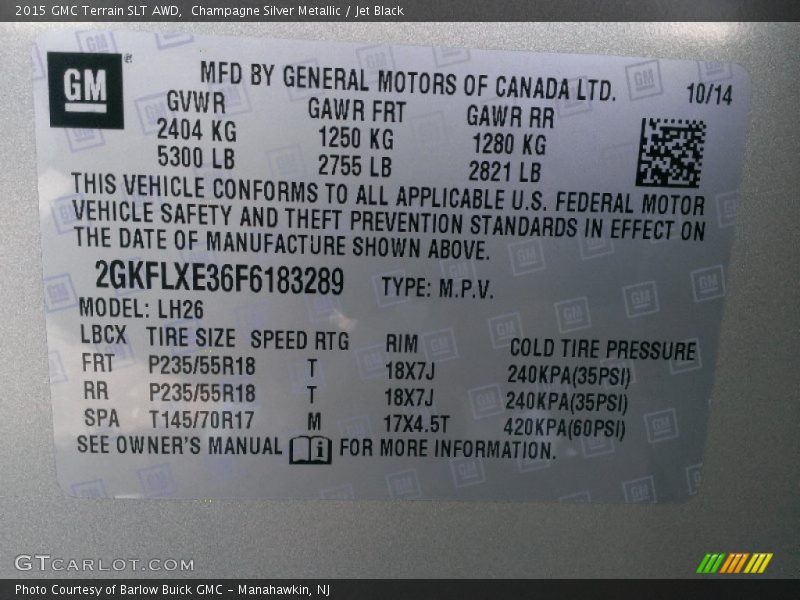 2015 GMC Terrain SLT AWD,  Champagne Silver Metallic / Jet Black
GM®
MFD BY GENERAL MOTORS OF CANADA LTD.
10/14
GVWR GAWR FRT GAWR RR
2404 KG 1250 KG 1280 KG
5300 LB 2755 LB 2821 LB
THIS VEHICLE CONFORMS TO ALL APPLICABLE U.S. FEDERAL MOTOR
VEHICLE SAFETY AND THEFT PREVENTION STANDARDS IN EFFECT ON
THE DATE OF MANUFACTURE SHOWN ABOVE.
2GKFLXE36F6183289 TYPE: M.P.V.
MODEL: LH26
LBCX TIRE SIZE SPEED RTG RIM COLD TIRE PRESSURE
FRT P235/55R18 T 18X7J 240KPA(35PSI)
RR P235/55R18 T 18X7J 240KPA(35PSI)
SPA T145/70R17 M 17X4.5T 420KPA(60PSI)
SEE OWNER'S MANUAL i FOR MORE INFORMATION.
GTCARLOT.COM
Photo Courtesy of Barlow Buick GMC - Manahawkin, NJ